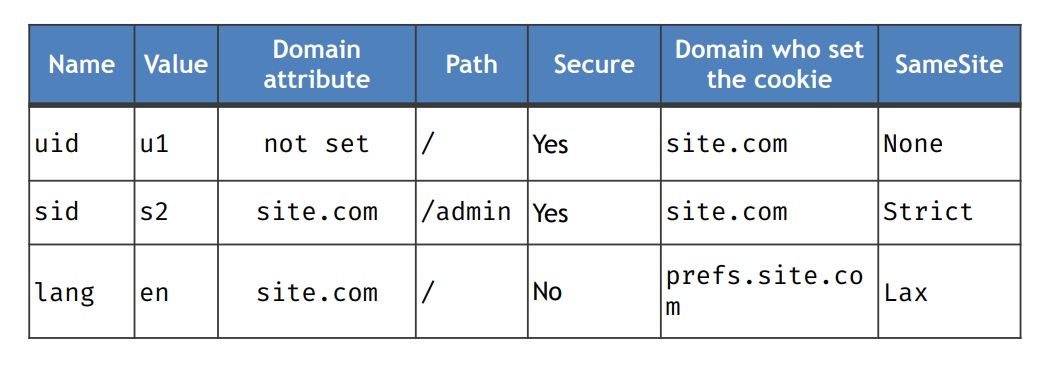 Name Value Domain attribute Path Secure Domain who set the cookie SameSite
uid u1 not set / Yes site.com None
sid s2 site.com /admin Yes site.com Strict
lang en site.com / No prefs.site.com Lax